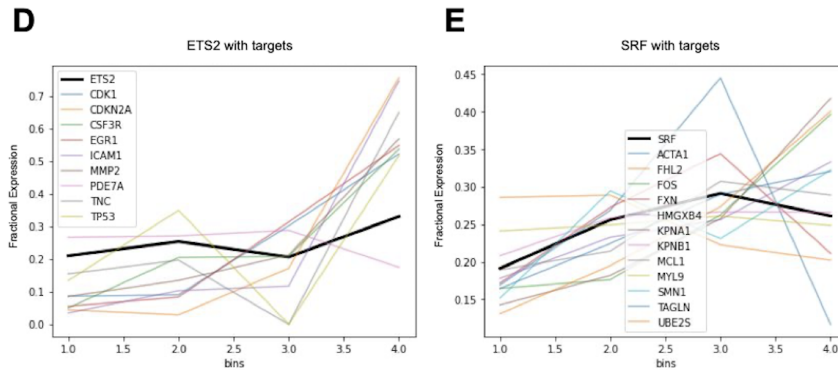 D
ETS2 with targets
Fractional Expression
0.7
0.6
0.5
0.4
0.3
0.2
0.1
0.0
ETS2
CDK1
CDKN2A
CSF3R
EGR1
ICAM1
MMP2
PDE7A
TNC
TP53
1.0 1.5 2.0 2.5 3.0 3.5 4.0
bins
E
SRF with targets
Fractional Expression
0.45
0.40
0.35
0.30
0.25
0.20
0.15
SRF
ACTA1
FHL2
FOS
FXN
HMGXB4
KPNA1
KPNB1
MCL1
MYL9
SMN1
TAGLN
UBE2S
1.0 1.5 2.0 2.5 3.0 3.5 4.0
bins